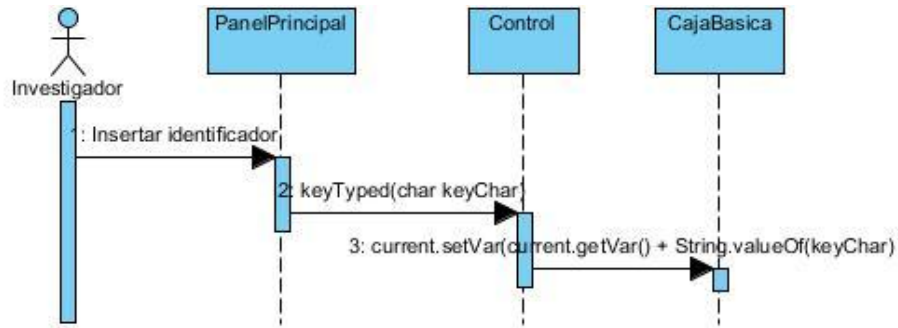 PanelPrincipal
Control
CajaBasica
Investigador
1: Insertar identificador
2: keyTyped(char keyChar)
3: current.setVar(current.getVar() + String.valueOf(keyChar)